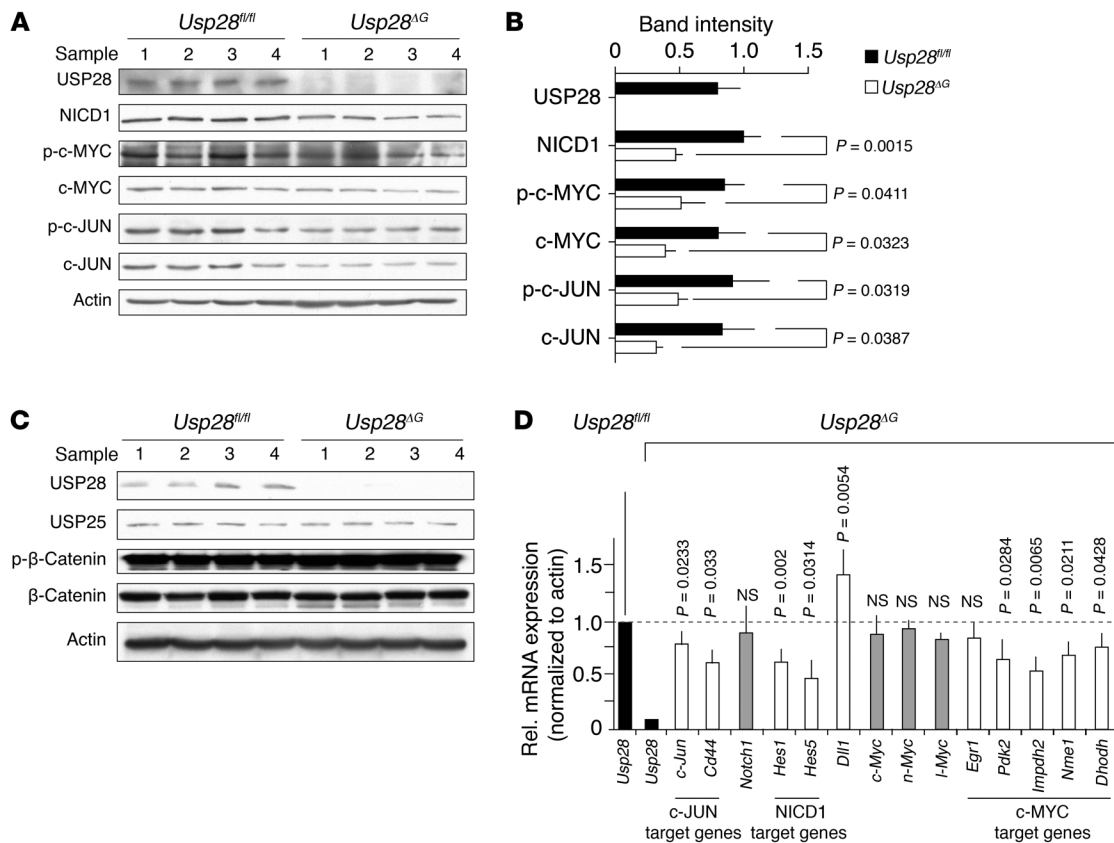 A
Usp28fl/fl Usp28ΔG
Sample 1 2 3 4 1 2 3 4
USP28
NICD1
p-c-MYC
c-MYC
p-c-JUN
c-JUN
Actin
B
Band intensity
0 0.5 1.0 1.5
Usp28fl/fl
Usp28ΔG
USP28
NICD1 P = 0.0015
p-c-MYC P = 0.0411
c-MYC P = 0.0323
p-c-JUN P = 0.0319
c-JUN P = 0.0387
C
Usp28fl/fl Usp28ΔG
Sample 1 2 3 4 1 2 3 4
USP28
USP25
p-β-Catenin
β-Catenin
Actin
D
Usp28fl/fl Usp28ΔG
Rel. mRNA expression
(normalized to actin)
1.5
1.0
0.5
0
P = 0.0233
P = 0.033
NS
P = 0.002
P = 0.0314
P = 0.0054
NS
NS
NS
NS
P = 0.0284
P = 0.0065
P = 0.0211
P = 0.0428
Usp28
Usp28
c-Jun
Cd44
Notch1
Hes1
Hes5
Dll1
c-Myc
n-Myc
l-Myc
Egr1
Pdk2
Impdh2
Nme1
Dhodh
c-JUN
target genes
NICD1
target genes
c-MYC
target genes